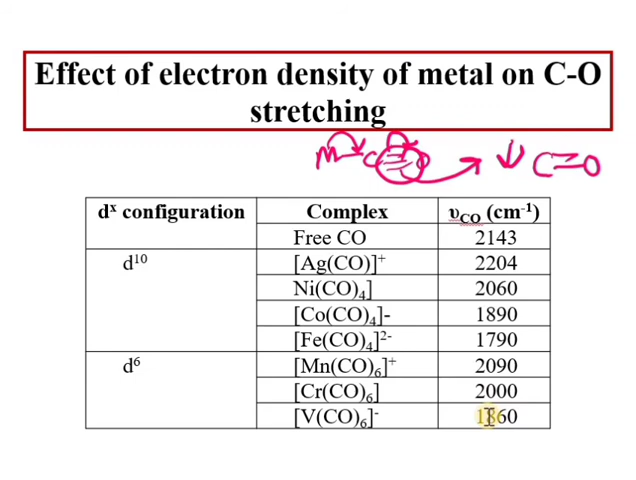 Effect of electron density of metal on C-O
stretching
M C≡O ↓ C=O
dˣ configuration Complex υCO (cm⁻¹)
Free CO 2143
d¹⁰ [Ag(CO)]⁺ 2204
Ni(CO)₄] 2060
[Co(CO)₄]- 1890
[Fe(CO)₄]²⁻ 1790
d⁶ [Mn(CO)₆]⁺ 2090
[Cr(CO)₆] 2000
[V(CO)₆]⁻ 1860